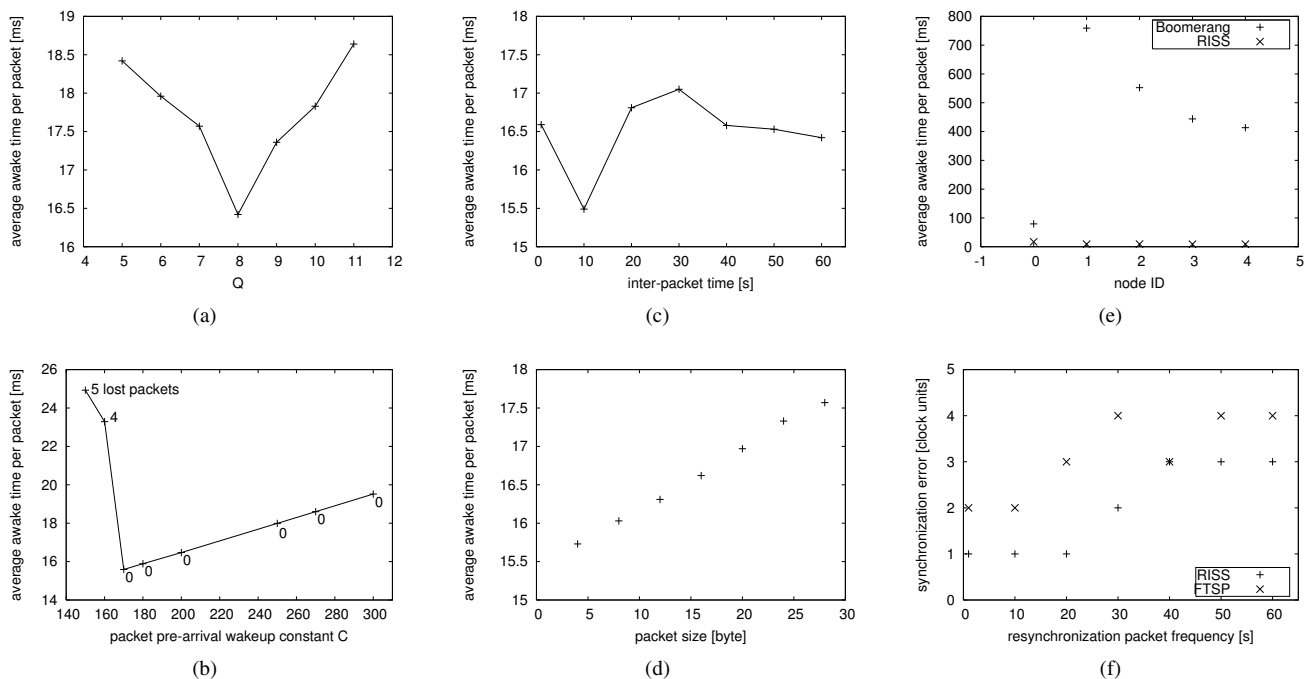 average awake time per packet [ms]
19
18.5
18
17.5
17
16.5
16
4 5 6 7 8 9 10 11 12
Q
(a)
average awake time per packet [ms]
18
17.5
17
16.5
16
15.5
15
0 10 20 30 40 50 60
inter-packet time [s]
(c)
average awake time per packet [ms]
800
700
600
500
400
300
200
100
0
Boomerang
RISS
-1 0 1 2 3 4 5
node ID
(e)
average awake time per packet [ms]
26
24
22
20
18
16
14
5 lost packets
4
0 0 0 0 0 0
140 160 180 200 220 240 260 280 300
packet pre-arrival wakeup constant C
(b)
average awake time per packet [ms]
18
17.5
17
16.5
16
15.5
15
0 5 10 15 20 25 30
packet size [byte]
(d)
synchronization error [clock units]
5
4
3
2
1
0
RISS
FTSP
0 10 20 30 40 50 60
resynchronization packet frequency [s]
(f)